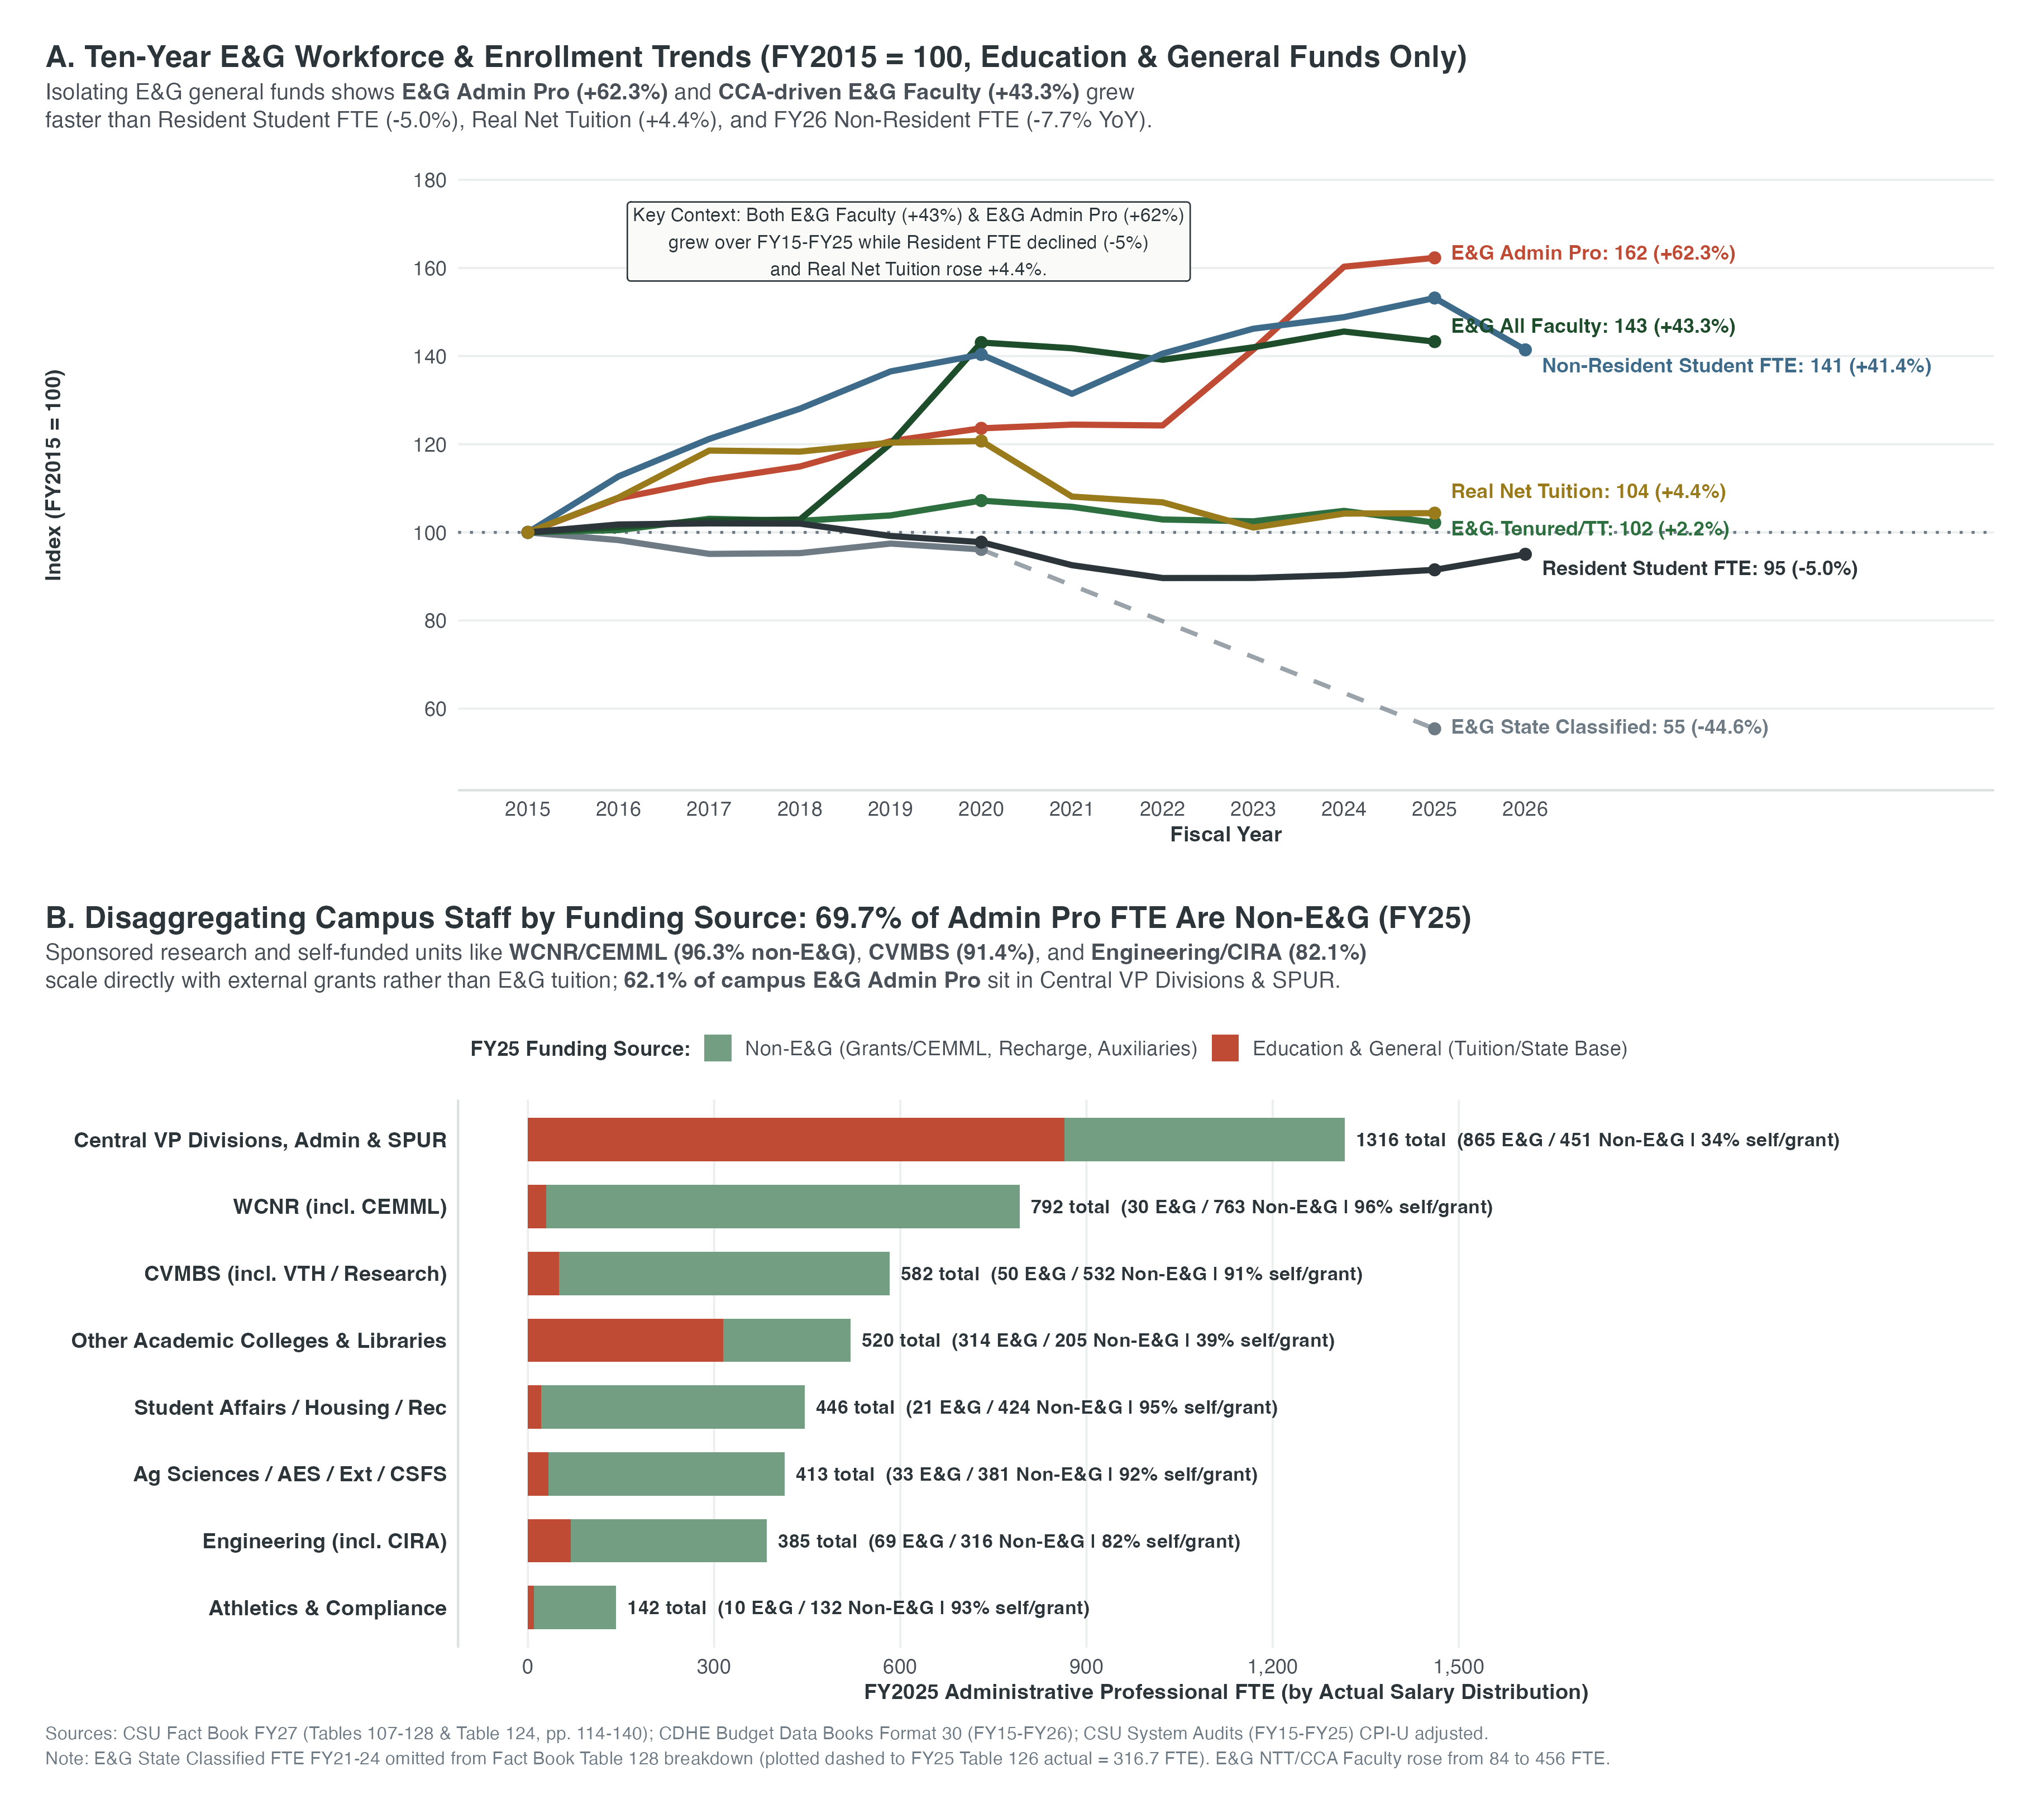 A. Ten-Year E&G Workforce & Enrollment Trends (FY2015 = 100, Education & General Funds Only)
Isolating E&G general funds shows E&G Admin Pro (+62.3%) and CCA-driven E&G Faculty (+43.3%) grew
faster than Resident Student FTE (-5.0%), Real Net Tuition (+4.4%), and FY26 Non-Resident FTE (-7.7% YoY).
Index (FY2015 = 100)
180
160
140
120
100
80
60
Key Context: Both E&G Faculty (+43%) & E&G Admin Pro (+62%)
grew over FY15-FY25 while Resident FTE declined (-5%)
and Real Net Tuition rose +4.4%.
E&G Admin Pro: 162 (+62.3%)
E&G All Faculty: 143 (+43.3%)
Non-Resident Student FTE: 141 (+41.4%)
Real Net Tuition: 104 (+4.4%)
E&G Tenured/TT: 102 (+2.2%)
Resident Student FTE: 95 (-5.0%)
E&G State Classified: 55 (-44.6%)
2015 2016 2017 2018 2019 2020 2021 2022 2023 2024 2025 2026
Fiscal Year
B. Disaggregating Campus Staff by Funding Source: 69.7% of Admin Pro FTE Are Non-E&G (FY25)
Sponsored research and self-funded units like WCNR/CEMML (96.3% non-E&G), CVMBS (91.4%), and Engineering/CIRA (82.1%)
scale directly with external grants rather than E&G tuition; 62.1% of campus E&G Admin Pro sit in Central VP Divisions & SPUR.
FY25 Funding Source: Non-E&G (Grants/CEMML, Recharge, Auxiliaries) Education & General (Tuition/State Base)
Central VP Divisions, Admin & SPUR 1316 total (865 E&G / 451 Non-E&G | 34% self/grant)
WCNR (incl. CEMML) 792 total (30 E&G / 763 Non-E&G | 96% self/grant)
CVMBS (incl. VTH / Research) 582 total (50 E&G / 532 Non-E&G | 91% self/grant)
Other Academic Colleges & Libraries 520 total (314 E&G / 205 Non-E&G | 39% self/grant)
Student Affairs / Housing / Rec 446 total (21 E&G / 424 Non-E&G | 95% self/grant)
Ag Sciences / AES / Ext / CSFS 413 total (33 E&G / 381 Non-E&G | 92% self/grant)
Engineering (incl. CIRA) 385 total (69 E&G / 316 Non-E&G | 82% self/grant)
Athletics & Compliance 142 total (10 E&G / 132 Non-E&G | 93% self/grant)
0 300 600 900 1,200 1,500
FY2025 Administrative Professional FTE (by Actual Salary Distribution)
Sources: CSU Fact Book FY27 (Tables 107-128 & Table 124, pp. 114-140); CDHE Budget Data Books Format 30 (FY15-FY26); CSU System Audits (FY15-FY25) CPI-U adjusted.
Note: E&G State Classified FTE FY21-24 omitted from Fact Book Table 128 breakdown (plotted dashed to FY25 Table 126 actual = 316.7 FTE). E&G NTT/CCA Faculty rose from 84 to 456 FTE.